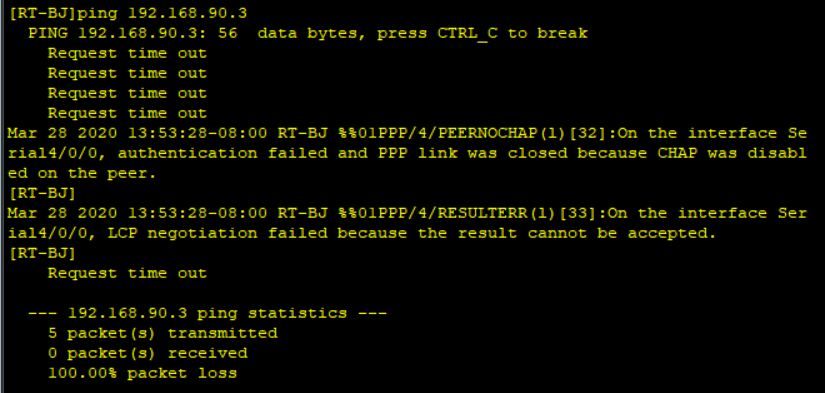 [RT-BJ]ping 192.168.90.3
PING 192.168.90.3: 56  data bytes, press CTRL_C to break
Request time out
Request time out
Request time out
Request time out
Mar 28 2020 13:53:28-08:00 RT-BJ %%01PPP/4/PEERNOCHAP(l)[32]:On the interface Se
rial4/0/0, authentication failed and PPP link was closed because CHAP was disabl
ed on the peer.
[RT-BJ]
Mar 28 2020 13:53:28-08:00 RT-BJ %%01PPP/4/RESULTERR(l)[33]:On the interface Ser
ial4/0/0, LCP negotiation failed because the result cannot be accepted.
[RT-BJ]
Request time out
--- 192.168.90.3 ping statistics ---
5 packet(s) transmitted
0 packet(s) received
100.00% packet loss